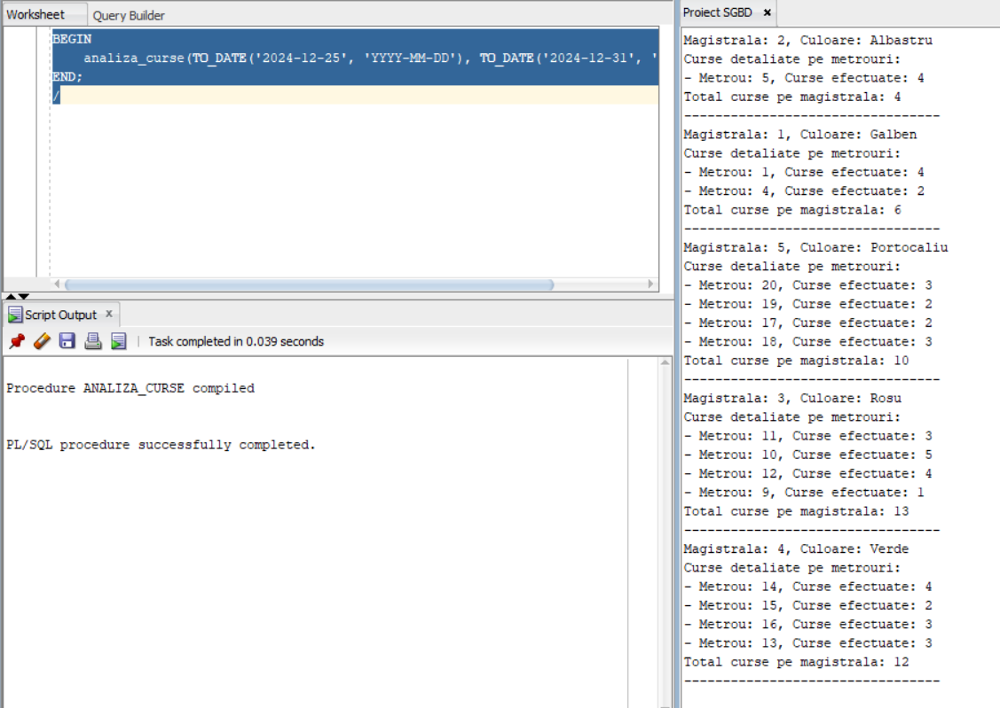 Worksheet Query Builder
BEGIN
analiza_curse(TO_DATE('2024-12-25', 'YYYY-MM-DD'), TO_DATE('2024-12-31', '
END;
/
Script Output x
Task completed in 0.039 seconds
Procedure ANALIZA_CURSE compiled
PL/SQL procedure successfully completed.
Proiect SGBD x
Magistrala: 2, Culoare: Albastru
Curse detaliate pe metrouri:
- Metrou: 5, Curse efectuate: 4
Total curse pe magistrala: 4
---------------------------------
Magistrala: 1, Culoare: Galben
Curse detaliate pe metrouri:
- Metrou: 1, Curse efectuate: 4
- Metrou: 4, Curse efectuate: 2
Total curse pe magistrala: 6
---------------------------------
Magistrala: 5, Culoare: Portocaliu
Curse detaliate pe metrouri:
- Metrou: 20, Curse efectuate: 3
- Metrou: 19, Curse efectuate: 2
- Metrou: 17, Curse efectuate: 2
- Metrou: 18, Curse efectuate: 3
Total curse pe magistrala: 10
---------------------------------
Magistrala: 3, Culoare: Rosu
Curse detaliate pe metrouri:
- Metrou: 11, Curse efectuate: 3
- Metrou: 10, Curse efectuate: 5
- Metrou: 12, Curse efectuate: 4
- Metrou: 9, Curse efectuate: 1
Total curse pe magistrala: 13
---------------------------------
Magistrala: 4, Culoare: Verde
Curse detaliate pe metrouri:
- Metrou: 14, Curse efectuate: 4
- Metrou: 15, Curse efectuate: 2
- Metrou: 16, Curse efectuate: 3
- Metrou: 13, Curse efectuate: 3
Total curse pe magistrala: 12
---------------------------------